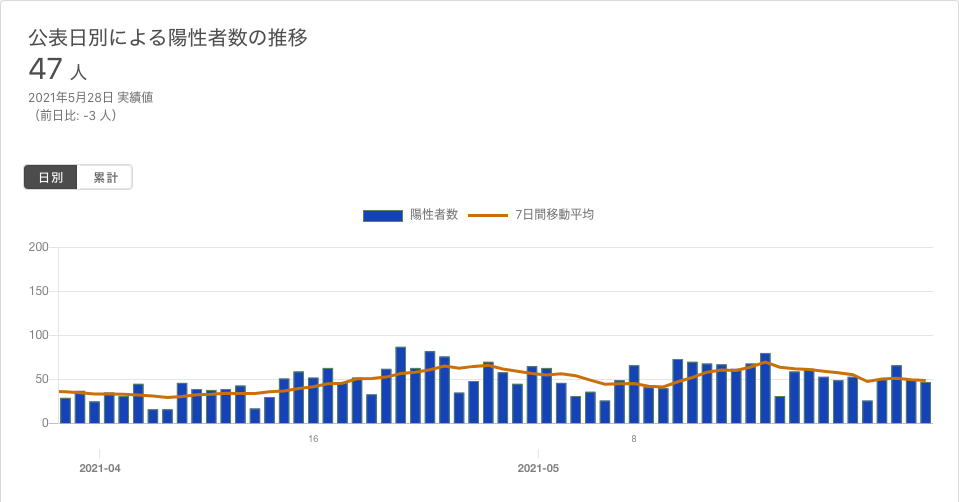 公表日別による陽性者数の推移
47 人
2021年5月28日 実績値
（前日比: -3 人）
日別 累計
陽性者数 7日間移動平均
200
150
100
50
0
16 8
2021-04 2021-05